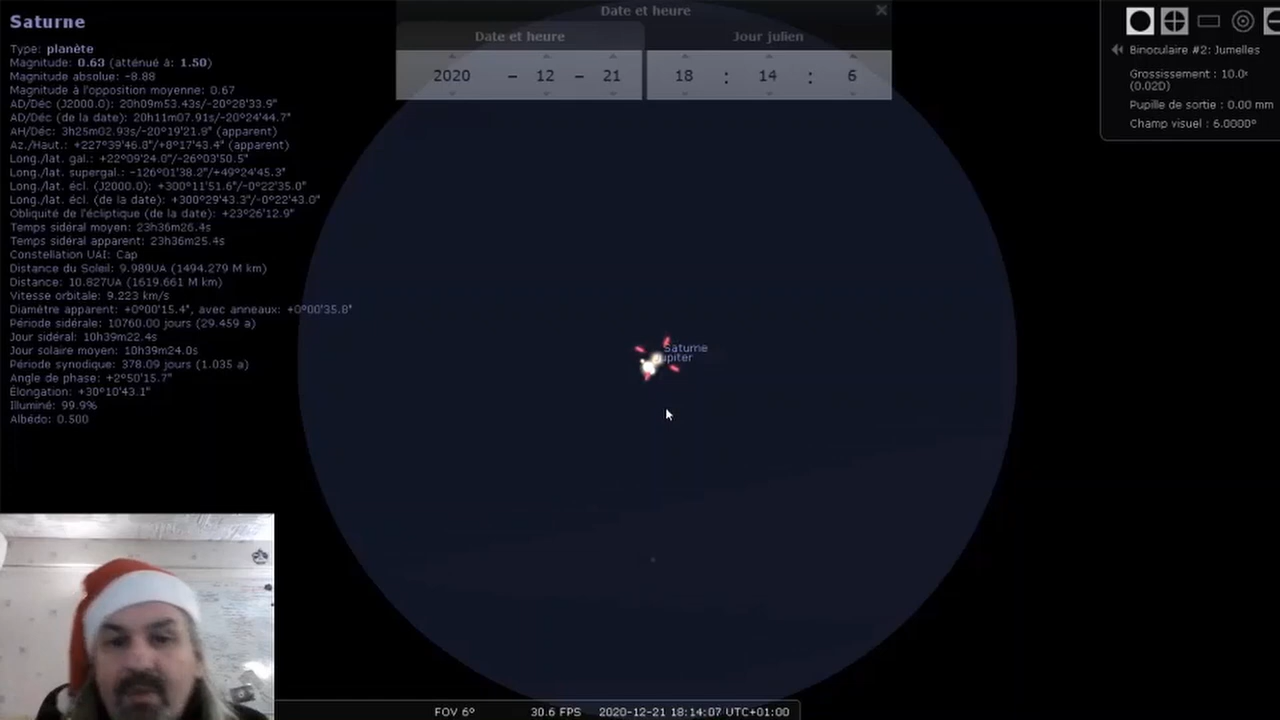 Saturne
Type: planète
Magnitude: 0.63 (atténué à: 1.50)
Magnitude absolue: -8.88
Magnitude à l'opposition moyenne: 0.67
AD/Déc (J2000.0): 20h09m53.43s/-20°28'33.9"
AD/Déc (de la date): 20h11m07.91s/-20°24'44.7"
AH/Déc: 3h25m02.93s/-20°19'21.9" (apparent)
Az./Haut.: +227°39'46.8"/+8°17'43.4" (apparent)
Long./lat. gal.: +22°09'24.0"/-26°03'50.5"
Long./lat. supergal.: -126°01'38.2"/+49°24'45.3"
Long./lat. écl. (J2000.0): +300°11'51.6"/-0°22'35.0"
Long./lat. écl. (de la date): +300°29'43.3"/-0°22'43.0"
Obliquité de l'écliptique (de la date): +23°26'12.9"
Temps sidéral moyen: 23h36m26.4s
Temps sidéral apparent: 23h36m25.4s
Constellation UAI: Cap
Distance du Soleil: 9.989UA (1494.279 M km)
Distance: 10.827UA (1619.661 M km)
Vitesse orbitale: 9.223 km/s
Diamètre apparent: +0°00'15.4", avec anneaux: +0°00'35.8"
Période sidérale: 10760.00 jours (29.459 a)
Jour sidéral: 10h39m22.4s
Jour solaire moyen: 10h39m24.0s
Période synodique: 378.09 jours (1.035 a)
Angle de phase: +2°50'15.7"
Élongation: +30°10'43.1"
Illuminé: 99.9%
Albédo: 0.500
Date et heure
Date et heure
Jour julien
2020 - 12 - 21
18 : 14 : 6
Binoculaire #2: Jumelles
Grossissement : 10.0×
(0.02D)
Pupille de sortie : 0.00 mm
Champ visuel : 6.0000°
Saturne
Jupiter
FOV 6° 30.6 FPS 2020-12-21 18:14:07 UTC+01:00